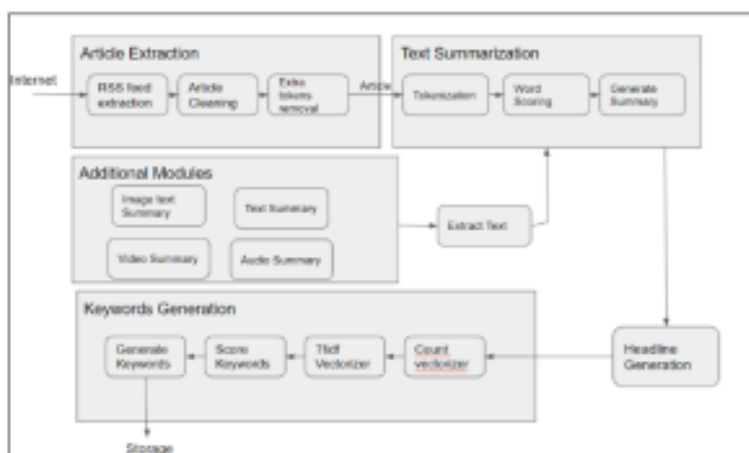 Article Extraction
Text Summarization
Internet
RSS feed
extraction
Article
Cleaning
Extra
tokens
removal
Article
Tokenization
Word
Scoring
Generate
Summary
Additional Modules
Image text
Summary
Text Summary
Extract Text
Video Summary
Audio Summary
Keywords Generation
Generate
Keywords
Score
Keywords
Tfidf
Vectorizer
Count
vectorizer
Headline
Generation
Storage